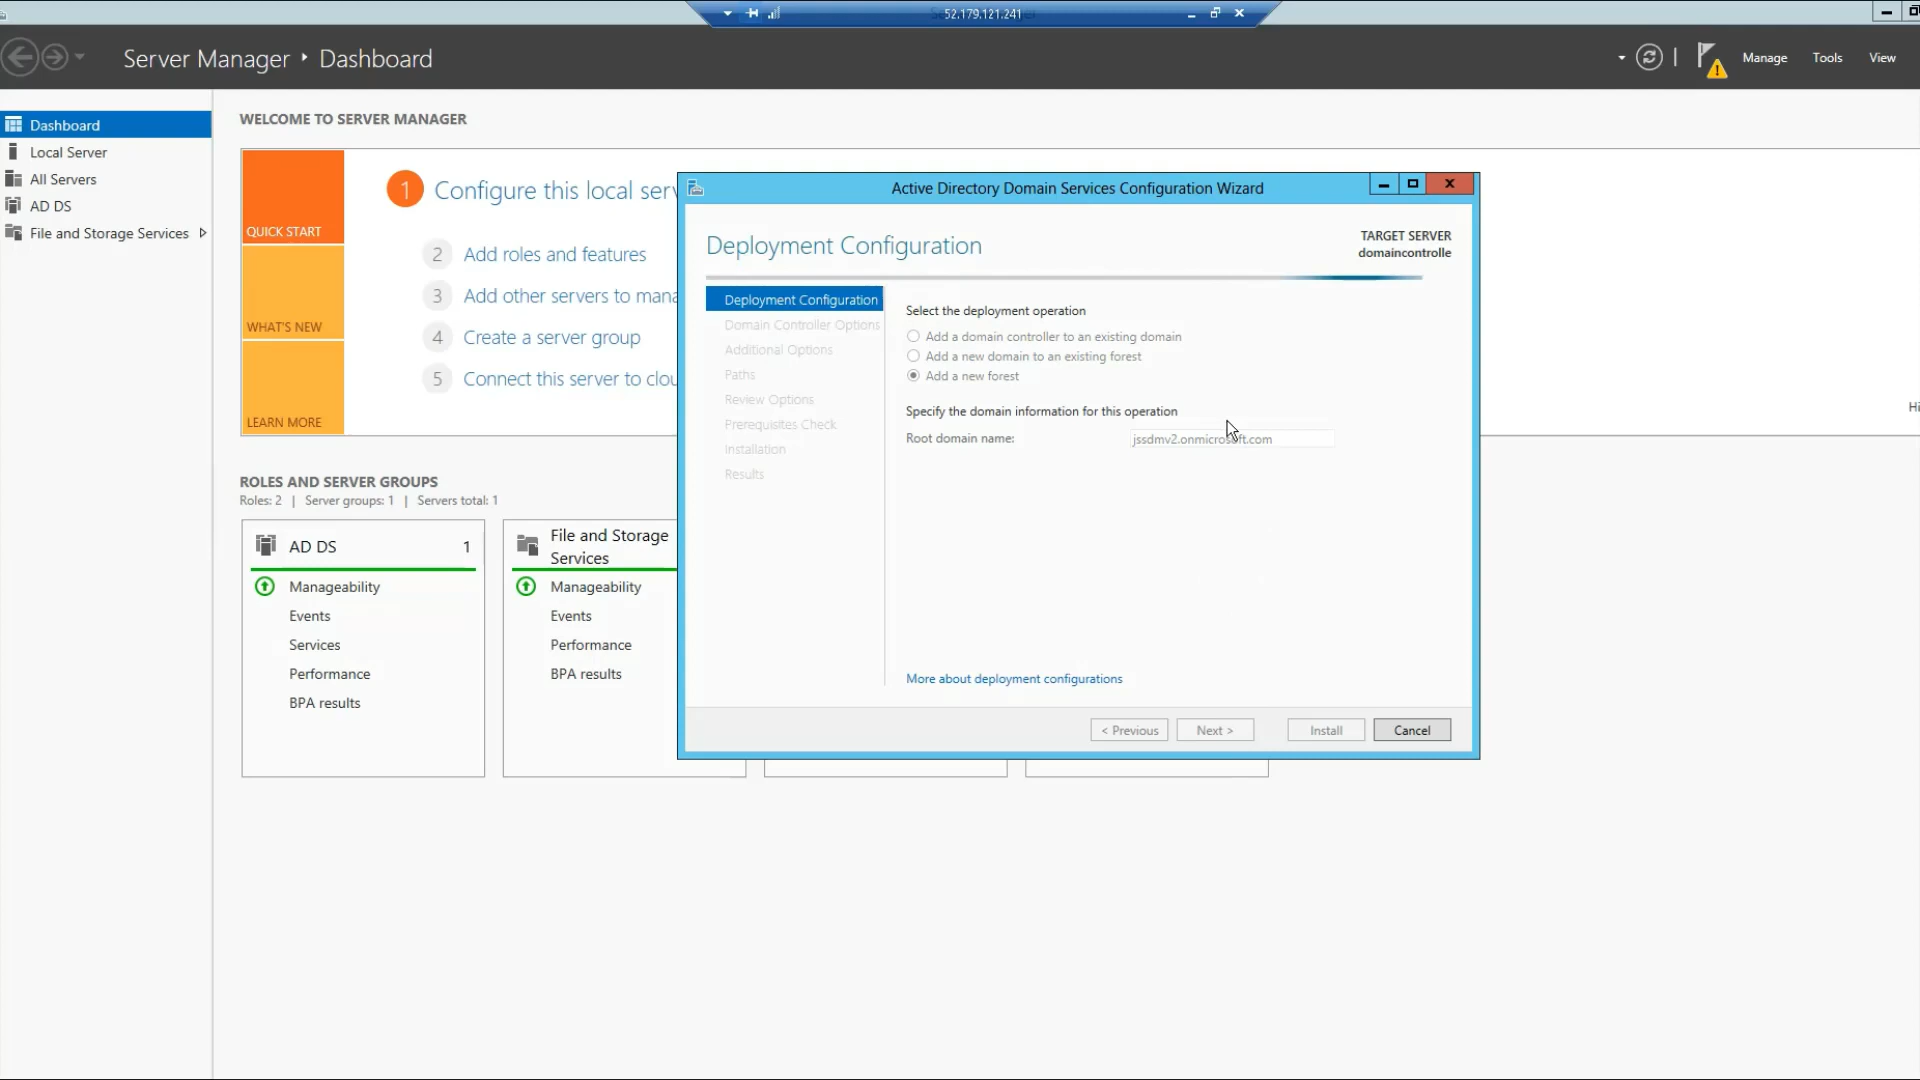 52.179.121.241
Server Manager
Dashboard
Manage
Tools
View
Dashboard
Local Server
All Servers
AD DS
File and Storage Services
WELCOME TO SERVER MANAGER
QUICK START
WHAT'S NEW
LEARN MORE
1 Configure this local serv
2 Add roles and features
3 Add other servers to mana
4 Create a server group
5 Connect this server to clou
Hi
ROLES AND SERVER GROUPS
Roles: 2 | Server groups: 1 | Servers total: 1
AD DS 1
Manageability
Events
Services
Performance
BPA results
File and Storage
Services
Manageability
Events
Performance
BPA results
Active Directory Domain Services Configuration Wizard
Deployment Configuration
TARGET SERVER
domaincontrolle
Deployment Configuration
Domain Controller Options
Additional Options
Paths
Review Options
Prerequisites Check
Installation
Results
Select the deployment operation
Add a domain controller to an existing domain
Add a new domain to an existing forest
Add a new forest
Specify the domain information for this operation
Root domain name:
jssdmv2.onmicrosoft.com
More about deployment configurations
< Previous
Next >
Install
Cancel